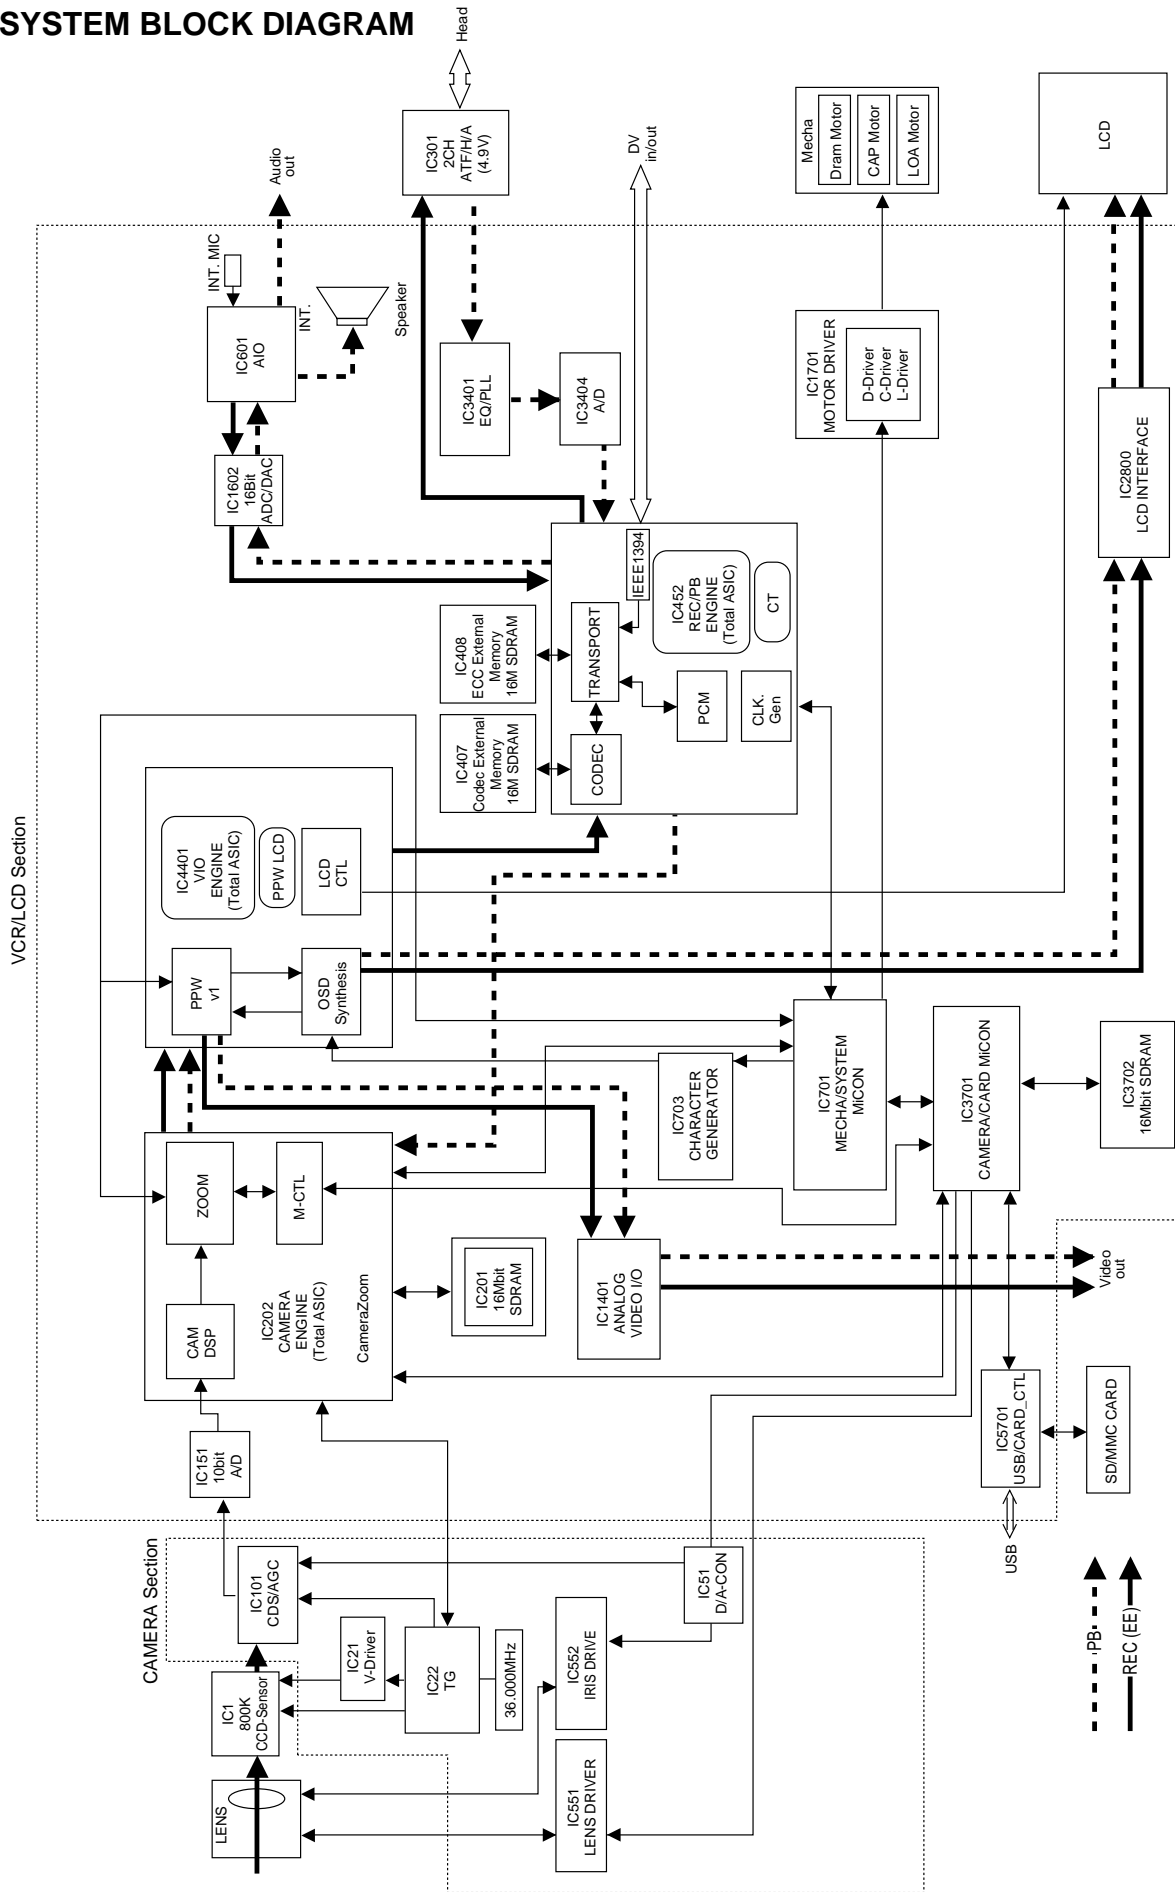 SYSTEM BLOCK DIAGRAM
VCR/LCD Section
CAMERA Section
LENS
IC1
800K
CCD-Sensor
IC101
CDS/AGC
IC21
V-Driver
IC22
TG
36.000MHz
IC551
LENS DRIVER
IC552
IRIS DRIVE
IC51
D/A-CON
IC151
10bit
A/D
CAM
DSP
ZOOM
M-CTL
IC202
CAMERA
ENGINE
(Total ASIC)
CameraZoom
IC201
16Mbit
SDRAM
PPW
v1
OSD
Synthesis
IC4401
VIO
ENGINE
(Total ASIC)
PPW LCD
LCD
CTL
IC1401
ANALOG
VIDEO I/O
Video
out
IC703
CHARACTER
GENERATOR
IC701
MECHA/SYSTEM
MiCON
IC3701
CAMERA/CARD MiCON
IC3702
16Mbit SDRAM
IC5701
USB/CARD_CTL
USB
SD/MMC CARD
IC407
Codec External
Memory
16M SDRAM
IC408
ECC External
Memory
16M SDRAM
CODEC
TRANSPORT
IEEE1394
PCM
CLK.
Gen
IC452
REC/PB
ENGINE
(Total ASIC)
CT
IC1602
16Bit
ADC/DAC
IC601
AIO
INT. MIC
INT.
Speaker
Audio
out
IC3401
EQ/PLL
IC3404
A/D
IC301
2CH
ATF/H/A
(4.9V)
Head
DV
in/out
IC1701
MOTOR DRIVER
D-Driver
C-Driver
L-Driver
Mecha
Dram Motor
CAP Motor
LOA Motor
IC2800
LCD INTERFACE
LCD
PB
REC (EE)